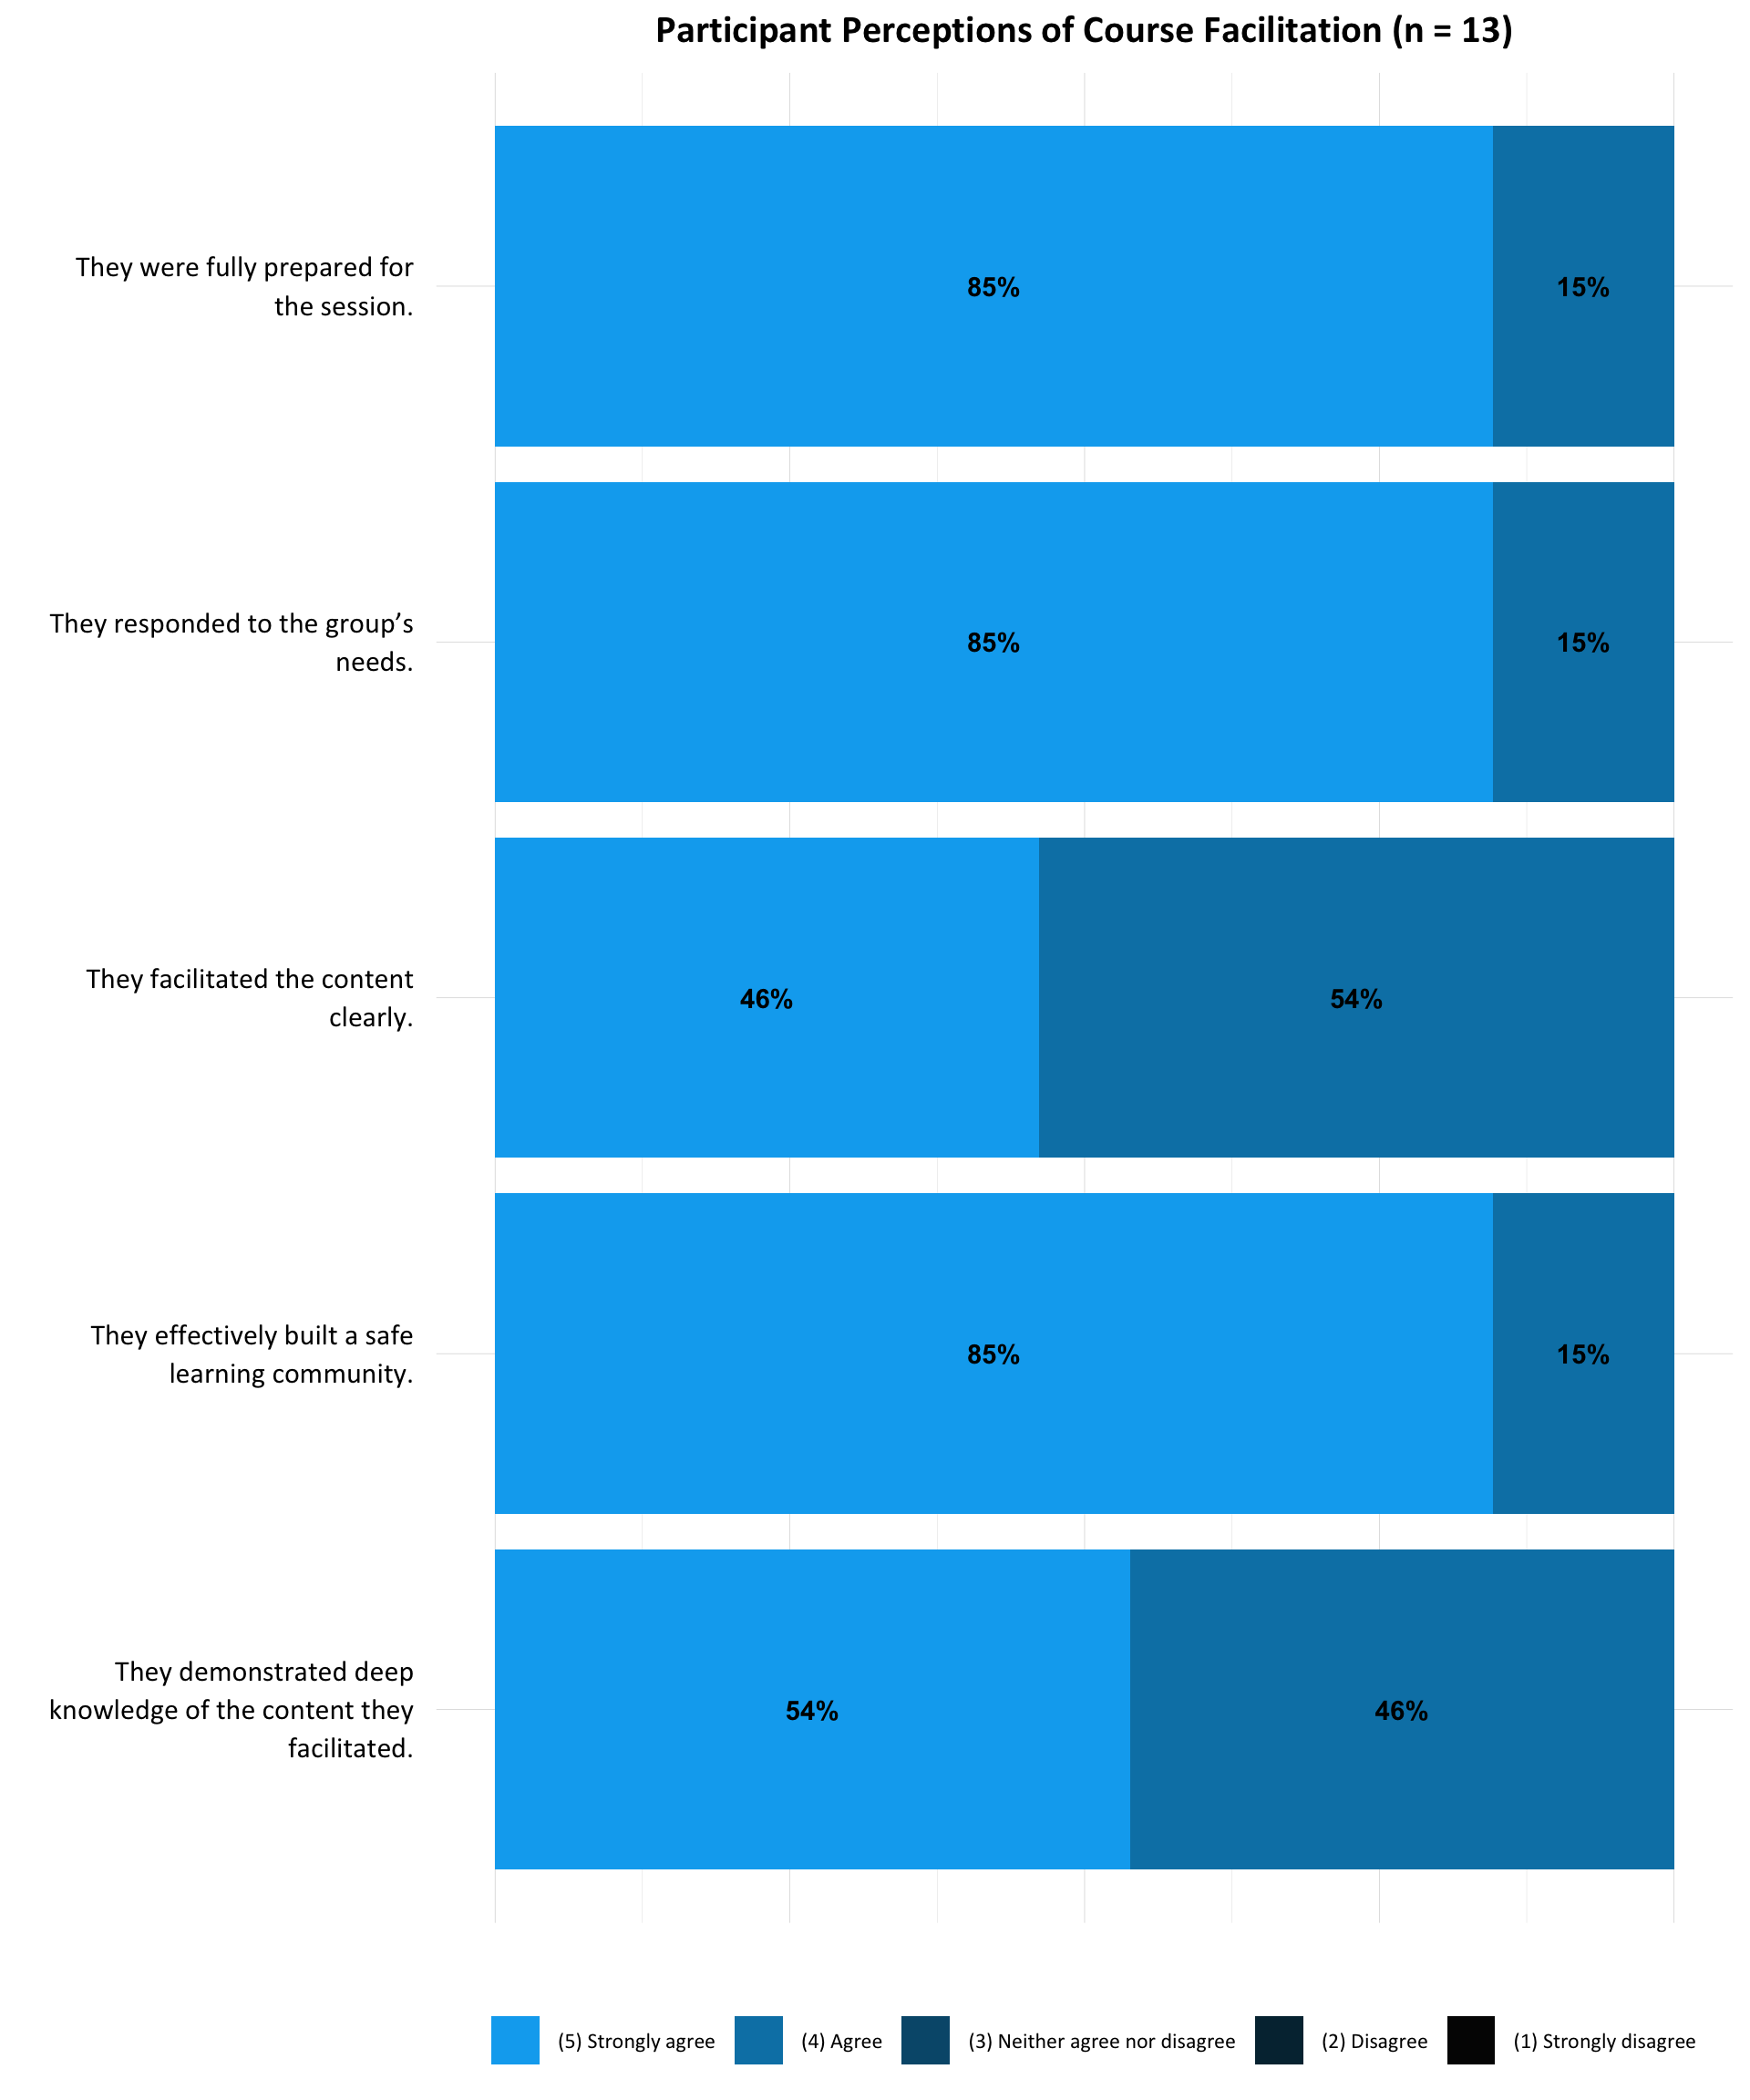 Participant Perceptions of Course Facilitation (n = 13)
They were fully prepared for
the session.
85%
15%
They responded to the group’s
needs.
85%
15%
They facilitated the content
clearly.
46%
54%
They effectively built a safe
learning community.
85%
15%
They demonstrated deep
knowledge of the content they
facilitated.
54%
46%
(5) Strongly agree
(4) Agree
(3) Neither agree nor disagree
(2) Disagree
(1) Strongly disagree